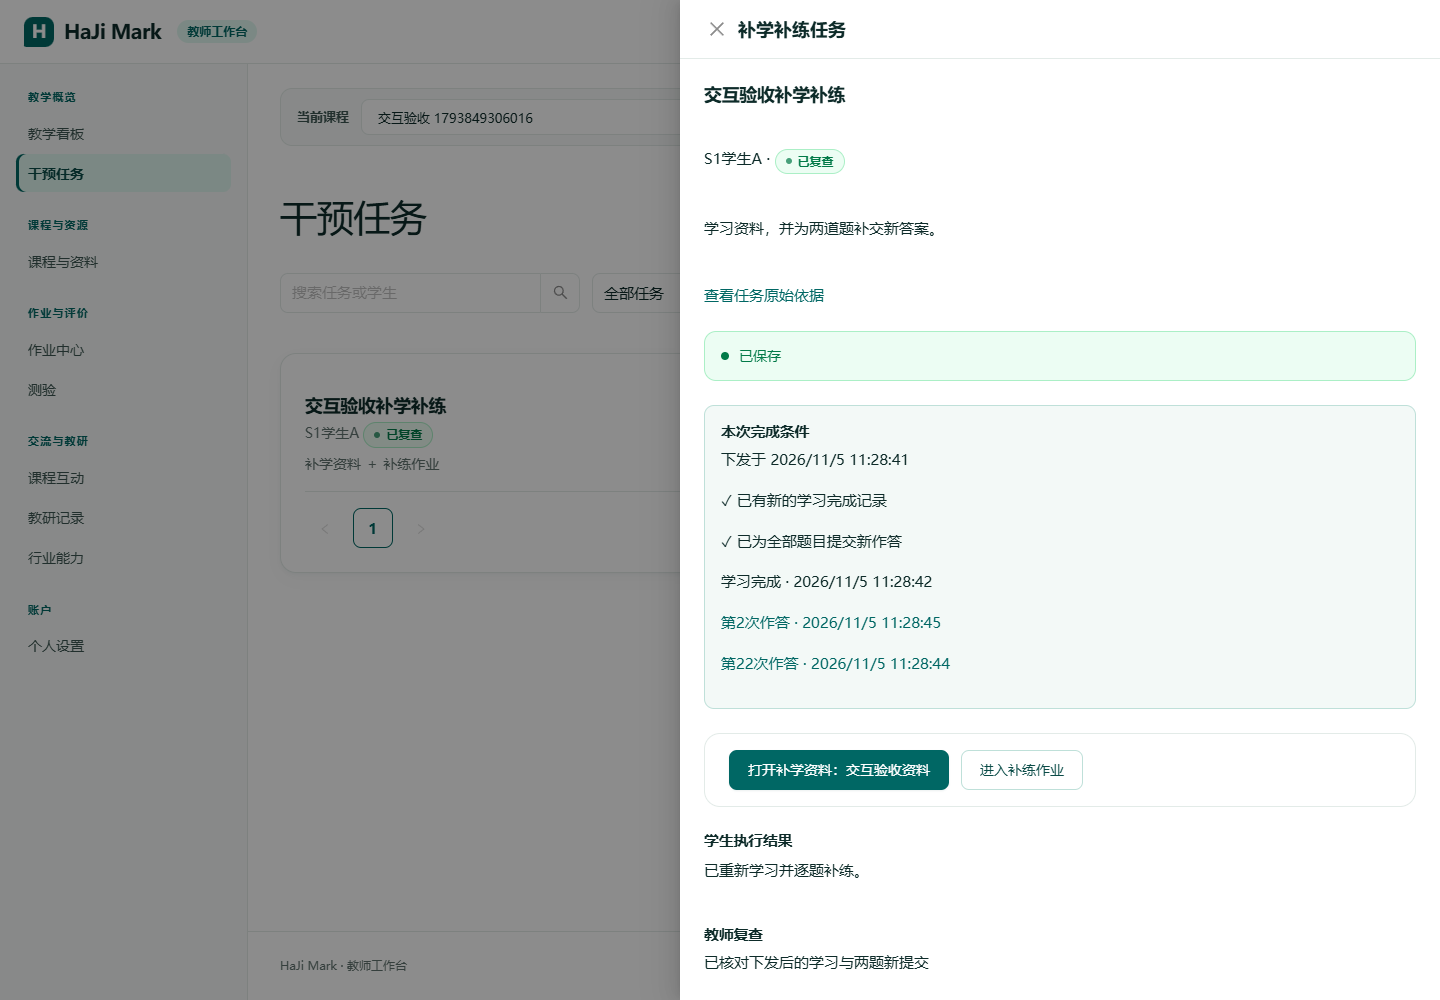 H HaJi Mark 教师工作台
教学概览
教学看板
干预任务
课程与资源
课程与资料
作业与评价
作业中心
测验
交流与教研
课程互动
教研记录
行业能力
账户
个人设置
当前课程 交互验收 1793849306016
干预任务
搜索任务或学生 全部任务
交互验收补学补练
S1学生A 已复查
补学资料 + 补练作业
1
HaJi Mark · 教师工作台
补学补练任务
交互验收补学补练
S1学生A · 已复查
学习资料，并为两道题补交新答案。
查看任务原始依据
已保存
本次完成条件
下发于 2026/11/5 11:28:41
✓ 已有新的学习完成记录
✓ 已为全部题目提交新作答
学习完成 · 2026/11/5 11:28:42
第2次作答 · 2026/11/5 11:28:45
第22次作答 · 2026/11/5 11:28:44
打开补学资料：交互验收资料 进入补练作业
学生执行结果
已重新学习并逐题补练。
教师复查
已核对下发后的学习与两题新提交